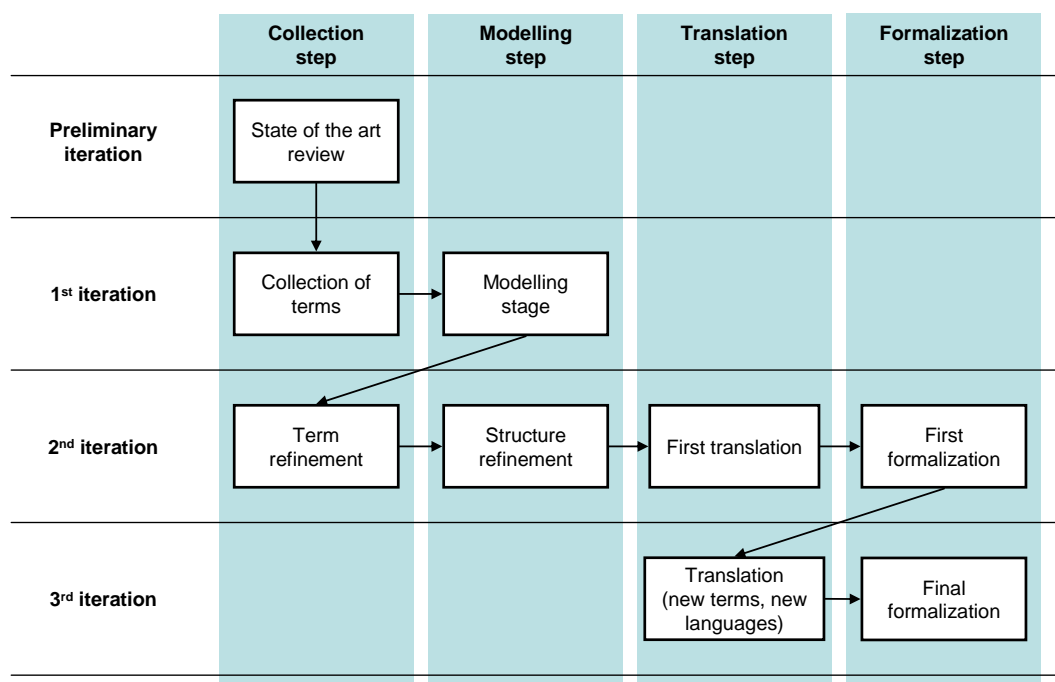 Collection
step
Modelling
step
Translation
step
Formalization
step
Preliminary
iteration
State of the art
review
1st iteration
Collection of
terms
Modelling
stage
2nd iteration
Term
refinement
Structure
refinement
First translation
First
formalization
3rd iteration
Translation
(new terms, new
languages)
Final
formalization